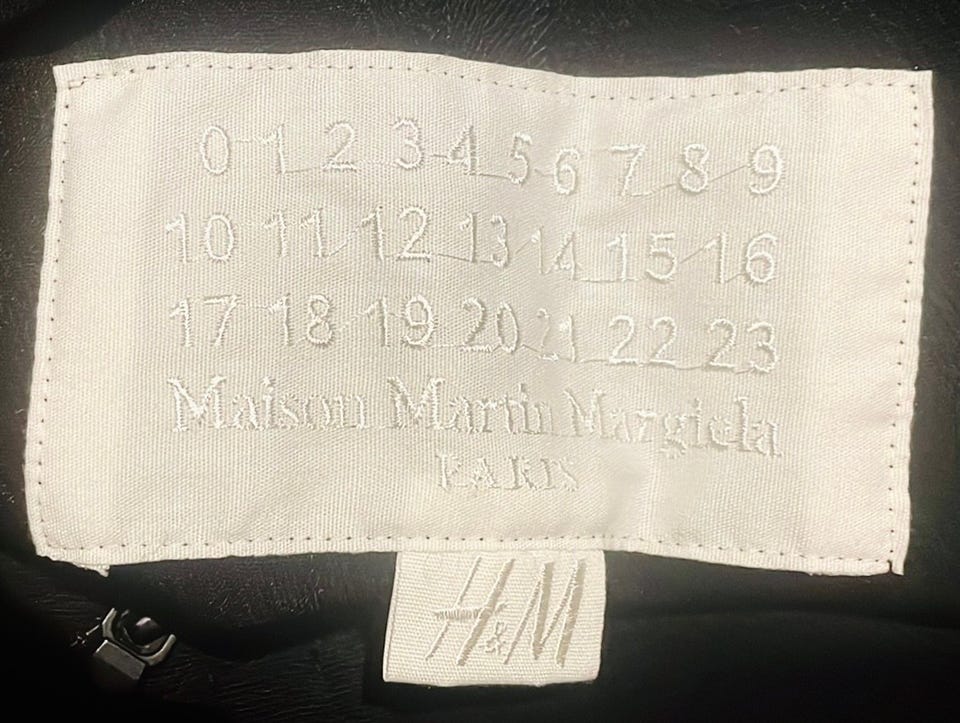 0 1 2 3 4 5 6 7 8 9
10 11 12 13 14 15 16
17 18 19 20 21 22 23
Maison Martin Margiela
PARIS
H&M